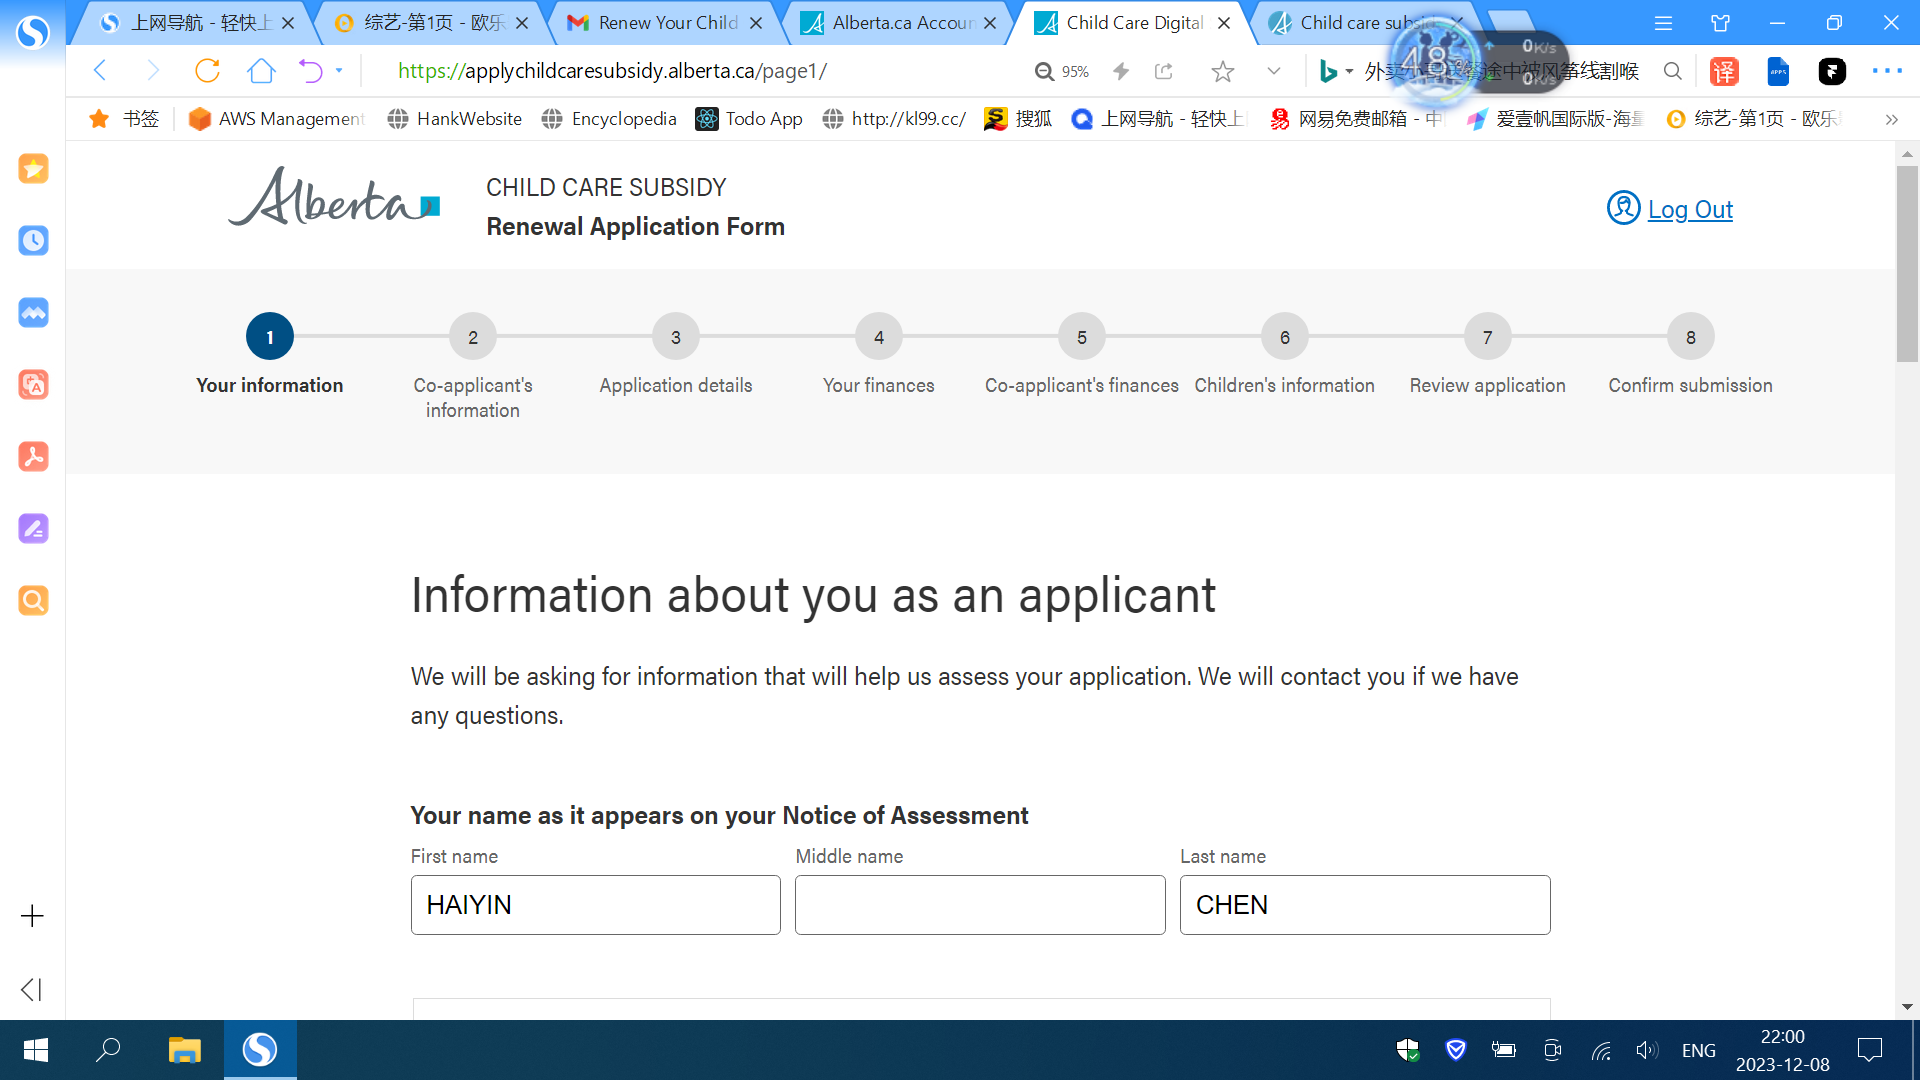 上网导航 - 轻快上
综艺-第1页 - 欧乐
Renew Your Child
Alberta.ca Accoun
Child Care Digital
Child care subsid
https://applychildcaresubsidy.alberta.ca/page1/
95%
外卖
途中被风筝线割喉
48%
0K/s
0K/s
译
APPS
书签
AWS Management
HankWebsite
Encyclopedia
Todo App
http://kl99.cc/
搜狐
上网导航 - 轻快上
网易免费邮箱 - 中
爱壹帆国际版-海量
综艺-第1页 - 欧乐
Alberta
CHILD CARE SUBSIDY
Renewal Application Form
Log Out
1
2
3
4
5
6
7
8
Your information
Co-applicant's
information
Application details
Your finances
Co-applicant's finances
Children's information
Review application
Confirm submission
Information about you as an applicant
We will be asking for information that will help us assess your application. We will contact you if we have
any questions.
Your name as it appears on your Notice of Assessment
First name
Middle name
Last name
HAIYIN
CHEN
ENG
22:00
2023-12-08